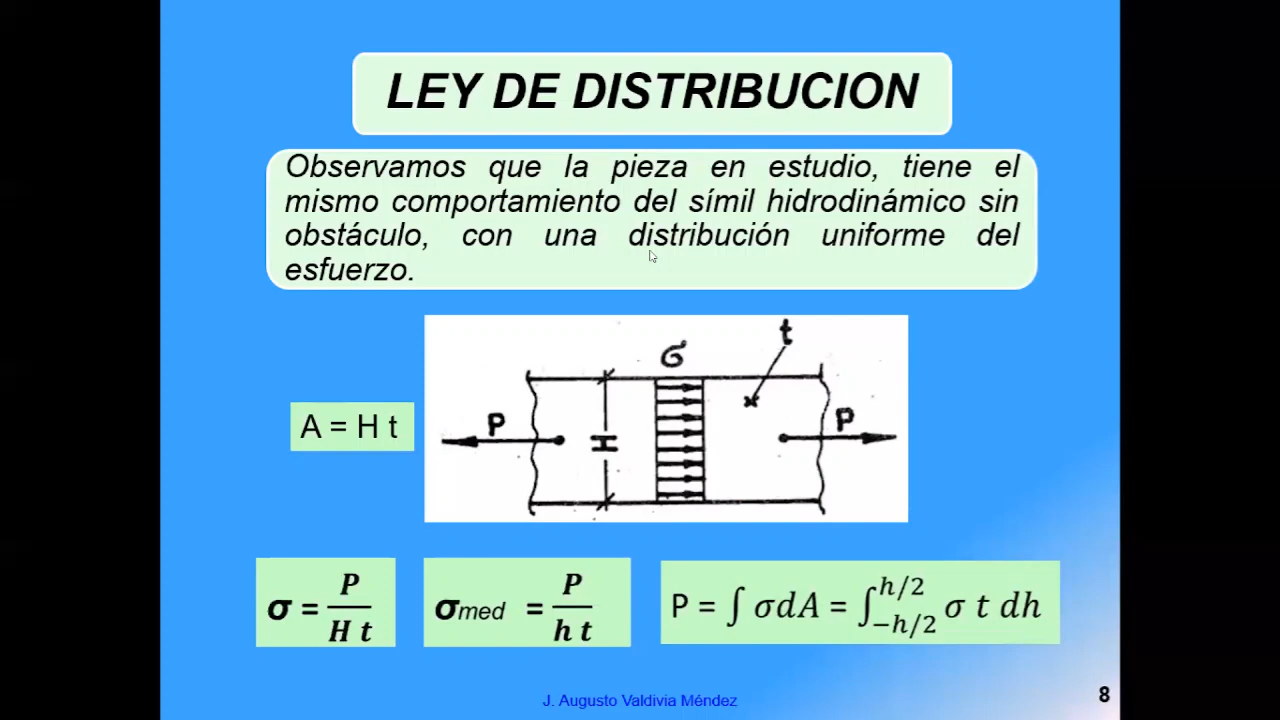 LEY DE DISTRIBUCION
Observamos que la pieza en estudio, tiene el
mismo comportamiento del símil hidrodinámico sin
obstáculo, con una distribución uniforme del
esfuerzo.
σ
t
A = H t
P
H
P
σ = P / H t
σmed = P / h t
P = ∫ σdA = ∫_{-h/2}^{h/2} σ t dh
J. Augusto Valdivia Méndez
8